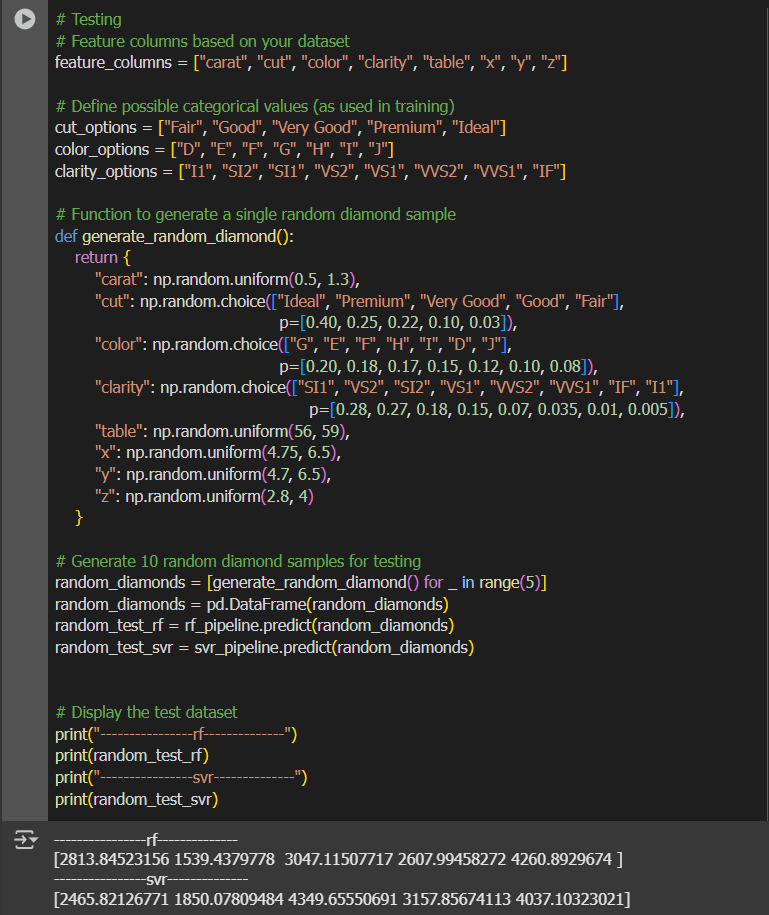 # Testing
# Feature columns based on your dataset
feature_columns = ["carat", "cut", "color", "clarity", "table", "x", "y", "z"]
# Define possible categorical values (as used in training)
cut_options = ["Fair", "Good", "Very Good", "Premium", "Ideal"]
color_options = ["D", "E", "F", "G", "H", "I", "J"]
clarity_options = ["I1", "SI2", "SI1", "VS2", "VS1", "VVS2", "VVS1", "IF"]
# Function to generate a single random diamond sample
def generate_random_diamond():
return {
"carat": np.random.uniform(0.5, 1.3),
"cut": np.random.choice(["Ideal", "Premium", "Very Good", "Good", "Fair"],
p=[0.40, 0.25, 0.22, 0.10, 0.03]),
"color": np.random.choice(["G", "E", "F", "H", "I", "D", "J"],
p=[0.20, 0.18, 0.17, 0.15, 0.12, 0.10, 0.08]),
"clarity": np.random.choice(["SI1", "VS2", "SI2", "VS1", "VVS2", "VVS1", "IF", "I1"],
p=[0.28, 0.27, 0.18, 0.15, 0.07, 0.035, 0.01, 0.005]),
"table": np.random.uniform(56, 59),
"x": np.random.uniform(4.75, 6.5),
"y": np.random.uniform(4.7, 6.5),
"z": np.random.uniform(2.8, 4)
}
# Generate 10 random diamond samples for testing
random_diamonds = [generate_random_diamond() for _ in range(5)]
random_diamonds = pd.DataFrame(random_diamonds)
random_test_rf = rf_pipeline.predict(random_diamonds)
random_test_svr = svr_pipeline.predict(random_diamonds)
# Display the test dataset
print("----------------rf--------------")
print(random_test_rf)
print("----------------svr--------------")
print(random_test_svr)
----------------rf--------------
[2813.84523156 1539.4379778  3047.11507717 2607.99458272 4260.8929674 ]
----------------svr--------------
[2465.82126771 1850.07809484 4349.65550691 3157.85674113 4037.10323021]